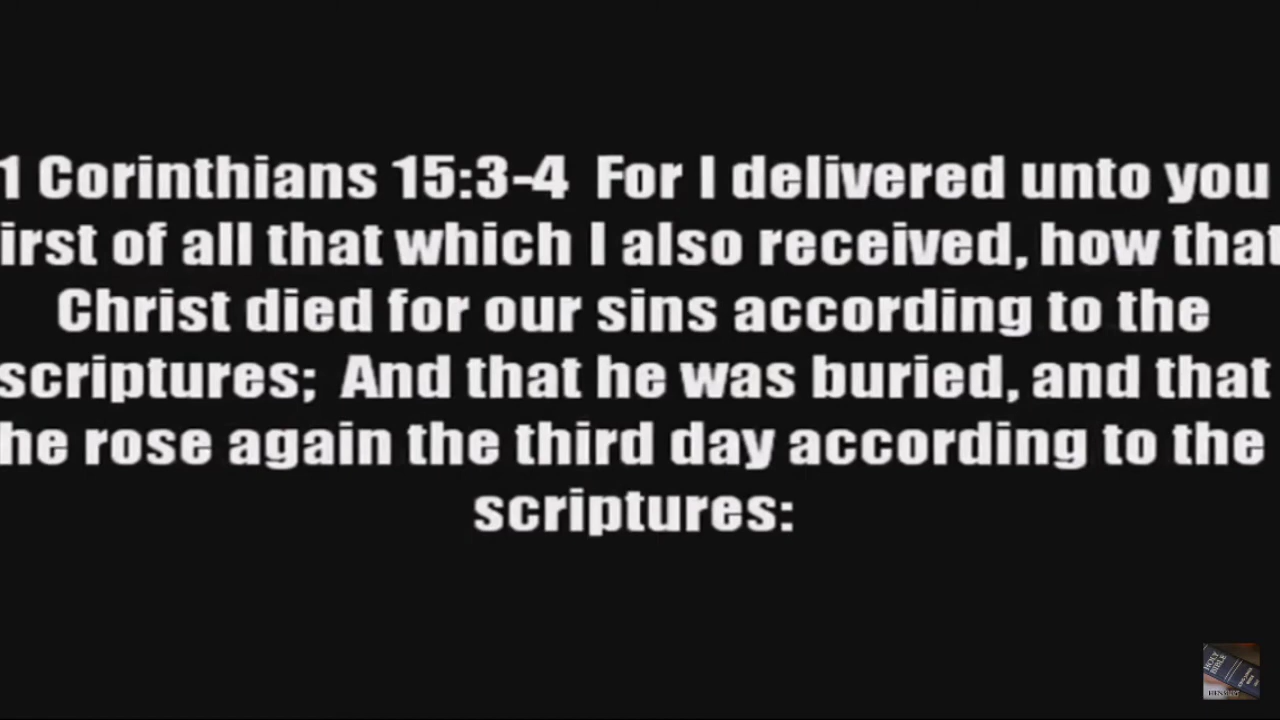 1 Corinthians 15:3-4 For I delivered unto you
irst of all that which I also received, how that
Christ died for our sins according to the
scriptures; And that he was buried, and that
he rose again the third day according to the
scriptures:
HOLY
BIBLE